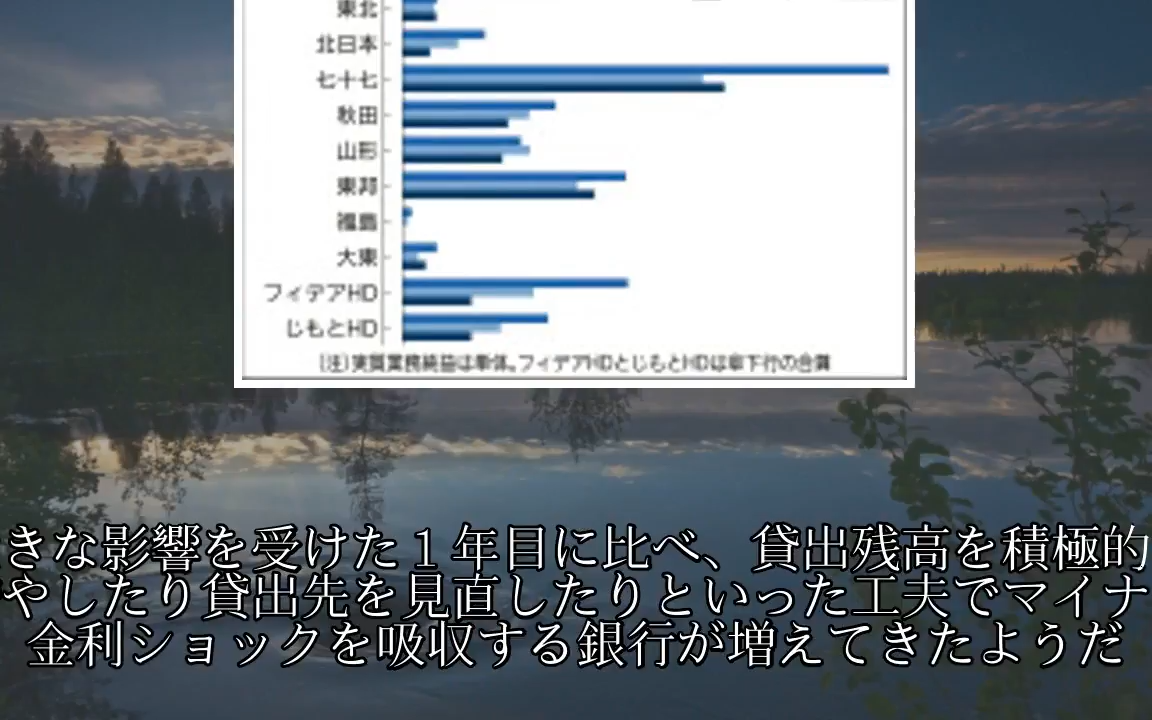 東北
北日本
七十七
秋田
山形
東邦
福島
大東
フィデアHD
じもとHD
(注)実質業務純益は単体。フィデアHDとじもとHDは傘下行の合算
きな影響を受けた１年目に比べ、貸出残高を積極的
やしたり貸出先を見直したりといった工夫でマイナ
金利ショックを吸収する銀行が増えてきたようだ